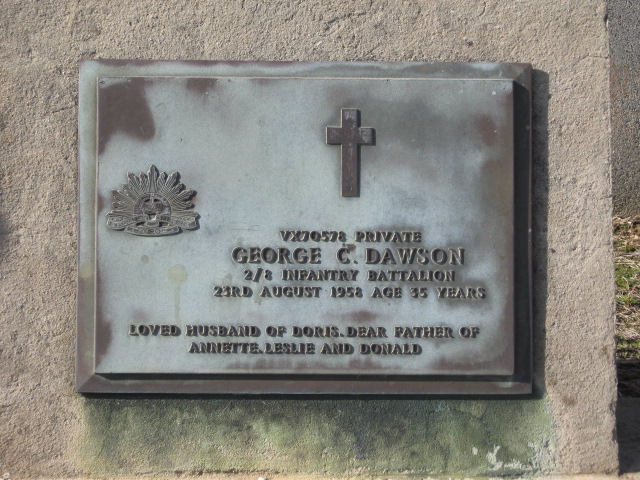 VX70578 PRIVATE
GEORGE C. DAWSON
2/8 INFANTRY BATTALION
23RD AUGUST 1958 AGE 35 YEARS
LOVED HUSBAND OF DORIS. DEAR FATHER OF
ANNETTE. LESLIE AND DONALD